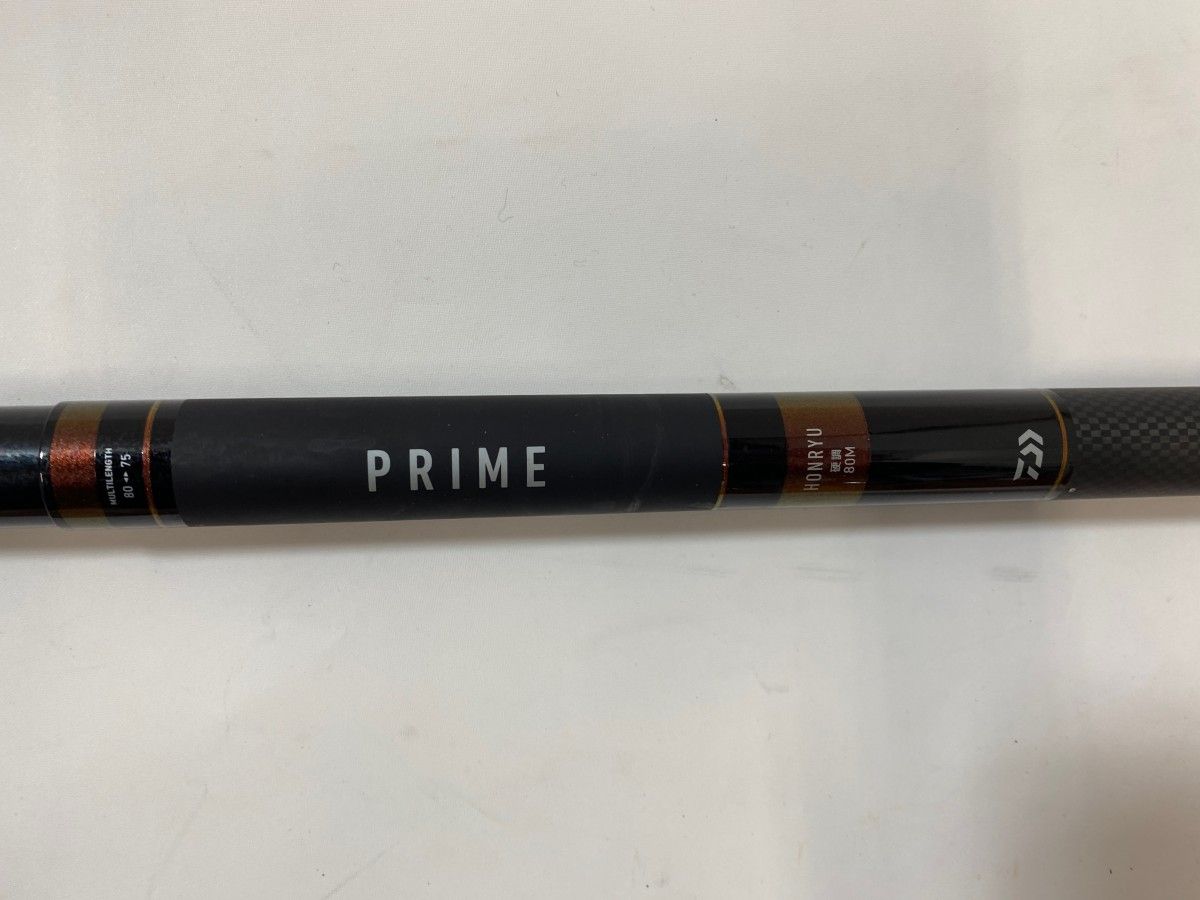 MULTILENGTH
80◄►75
PRIME
HONRYU
硬調
80M